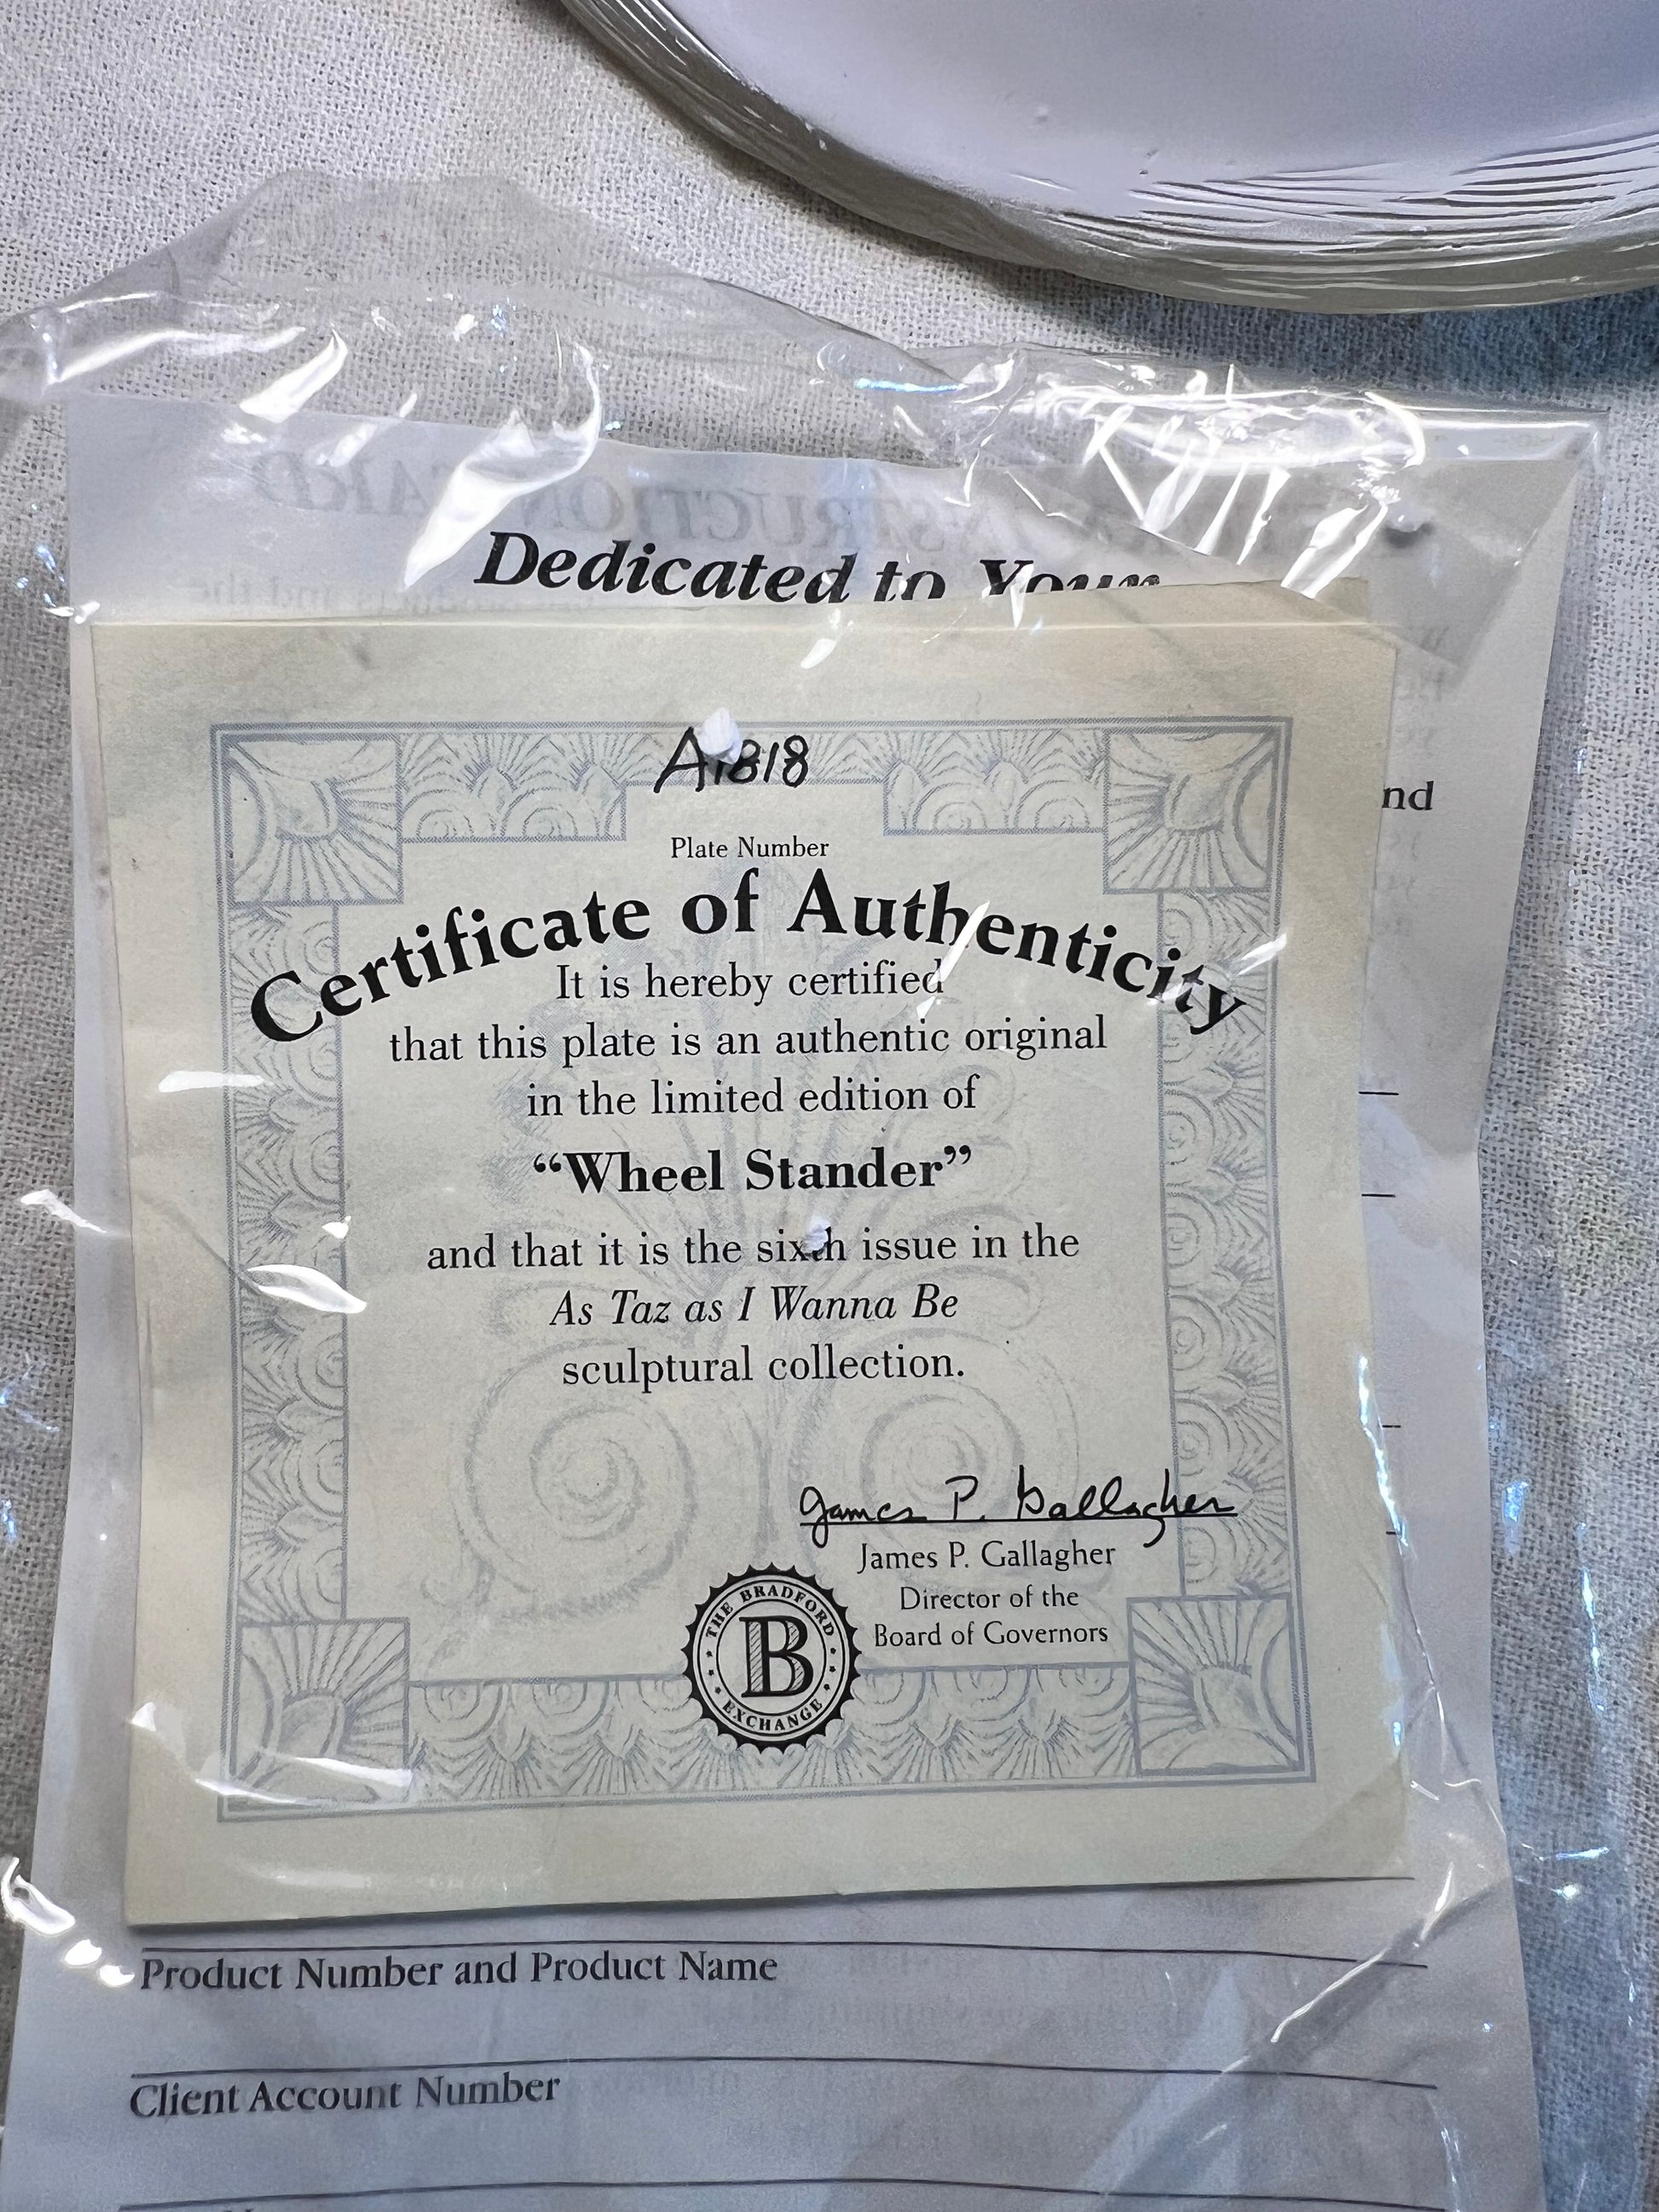 Dedicated to Your
A1818
Plate Number
nd
Certificate of Authenticity
It is hereby certified
that this plate is an authentic original
in the limited edition of
“Wheel Stander”
and that it is the sixth issue in the
As Taz as I Wanna Be
sculptural collection.
James P. Gallagher
James P. Gallagher
Director of the
Board of Governors
THE BRADFORD
B
EXCHANGE
Product Number and Product Name
Client Account Number